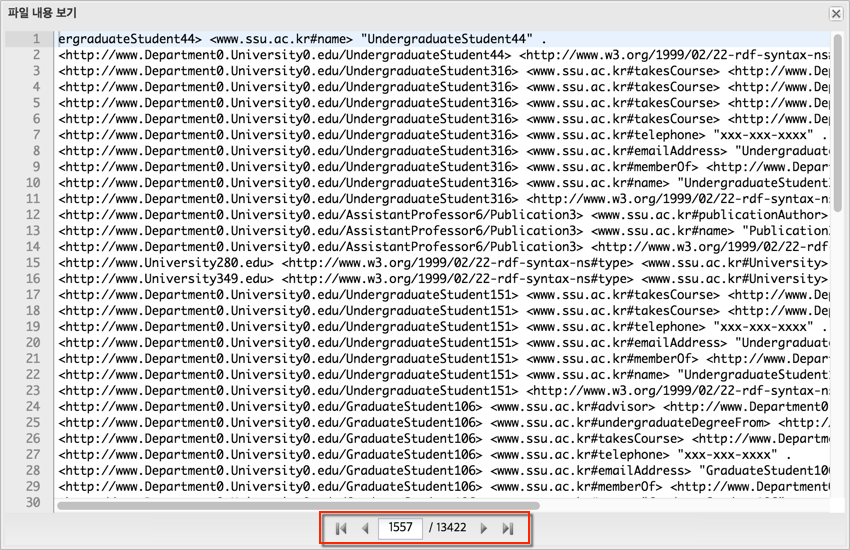 파일 내용 보기
1 ergraduateStudent44> <www.ssu.ac.kr#name> "UndergraduateStudent44" .
2 <http://www.Department0.University0.edu/UndergraduateStudent44> <http://www.w3.org/1999/02/22-rdf-syntax-ns#
3 <http://www.Department0.University0.edu/UndergraduateStudent316> <www.ssu.ac.kr#takesCourse> <http://www.De
4 <http://www.Department0.University0.edu/UndergraduateStudent316> <www.ssu.ac.kr#takesCourse> <http://www.De
5 <http://www.Department0.University0.edu/UndergraduateStudent316> <www.ssu.ac.kr#takesCourse> <http://www.De
6 <http://www.Department0.University0.edu/UndergraduateStudent316> <www.ssu.ac.kr#takesCourse> <http://www.De
7 <http://www.Department0.University0.edu/UndergraduateStudent316> <www.ssu.ac.kr#telephone> "xxx-xxx-xxxx" .
8 <http://www.Department0.University0.edu/UndergraduateStudent316> <www.ssu.ac.kr#emailAddress> "Undergraduate
9 <http://www.Department0.University0.edu/UndergraduateStudent316> <www.ssu.ac.kr#memberOf> <http://www.Depar
10 <http://www.Department0.University0.edu/UndergraduateStudent316> <www.ssu.ac.kr#name> "UndergraduateStudent
11 <http://www.Department0.University0.edu/UndergraduateStudent316> <http://www.w3.org/1999/02/22-rdf-syntax-n
12 <http://www.Department0.University0.edu/AssistantProfessor6/Publication3> <www.ssu.ac.kr#publicationAuthor>
13 <http://www.Department0.University0.edu/AssistantProfessor6/Publication3> <www.ssu.ac.kr#name> "Publication
14 <http://www.Department0.University0.edu/AssistantProfessor6/Publication3> <http://www.w3.org/1999/02/22-rdf
15 <http://www.University280.edu> <http://www.w3.org/1999/02/22-rdf-syntax-ns#type> <www.ssu.ac.kr#University>
16 <http://www.University349.edu> <http://www.w3.org/1999/02/22-rdf-syntax-ns#type> <www.ssu.ac.kr#University>
17 <http://www.Department0.University0.edu/UndergraduateStudent151> <www.ssu.ac.kr#takesCourse> <http://www.De
18 <http://www.Department0.University0.edu/UndergraduateStudent151> <www.ssu.ac.kr#takesCourse> <http://www.De
19 <http://www.Department0.University0.edu/UndergraduateStudent151> <www.ssu.ac.kr#telephone> "xxx-xxx-xxxx" .
20 <http://www.Department0.University0.edu/UndergraduateStudent151> <www.ssu.ac.kr#emailAddress> "Undergraduate
21 <http://www.Department0.University0.edu/UndergraduateStudent151> <www.ssu.ac.kr#memberOf> <http://www.Depar
22 <http://www.Department0.University0.edu/UndergraduateStudent151> <www.ssu.ac.kr#name> "UndergraduateStudent
23 <http://www.Department0.University0.edu/UndergraduateStudent151> <http://www.w3.org/1999/02/22-rdf-syntax-n
24 <http://www.Department0.University0.edu/GraduateStudent106> <www.ssu.ac.kr#advisor> <http://www.Department0
25 <http://www.Department0.University0.edu/GraduateStudent106> <www.ssu.ac.kr#undergraduateDegreeFrom> <http:/
26 <http://www.Department0.University0.edu/GraduateStudent106> <www.ssu.ac.kr#takesCourse> <http://www.Departm
27 <http://www.Department0.University0.edu/GraduateStudent106> <www.ssu.ac.kr#telephone> "xxx-xxx-xxxx" .
28 <http://www.Department0.University0.edu/GraduateStudent106> <www.ssu.ac.kr#emailAddress> "GraduateStudent10
29 <http://www.Department0.University0.edu/GraduateStudent106> <www.ssu.ac.kr#memberOf> <http://www.Department
30
1557 / 13422